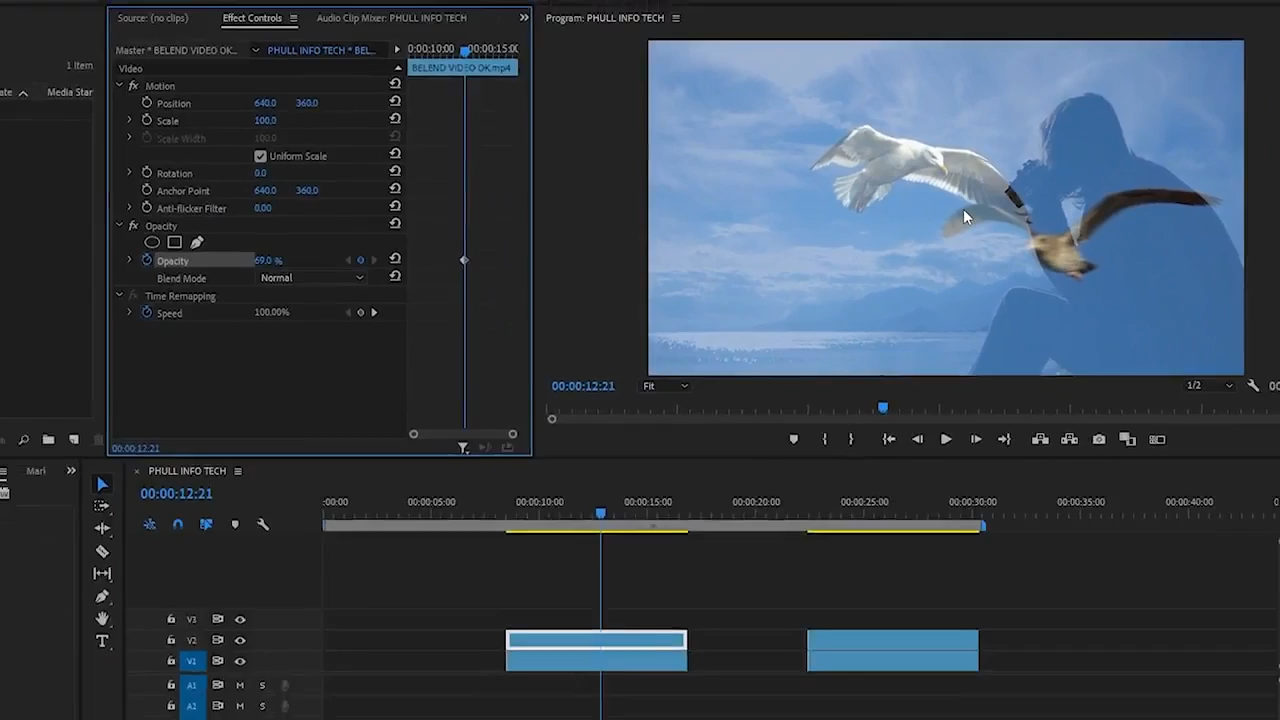 Source: (no clips)
Effect Controls
Audio Clip Mixer: PHULL INFO TECH
Program: PHULL INFO TECH
Master * BELEND VIDEO OK...
PHULL INFO TECH * BEL...
0:00:10:00
00:00:15:00
1 Item
Video
BELEND VIDEO OK.mp4
Motion
Media Star
Position 640.0 360.0
Scale 100.0
Scale Width 100.0
Uniform Scale
Rotation 0.0
Anchor Point 640.0 360.0
Anti-flicker Filter 0.00
Opacity
Opacity 69.0 %
Blend Mode Normal
Time Remapping
Speed 100.00%
00:00:12:21
Fit
1/2
00:00:12:21
Mark
PHULL INFO TECH
00:00:12:21
:00:00
00:00:05:00
00:00:10:00
00:00:15:00
00:00:20:00
00:00:25:00
00:00:30:00
00:00:35:00
00:00:40:00
V3
V2
V1
A1 M S
A2 M S